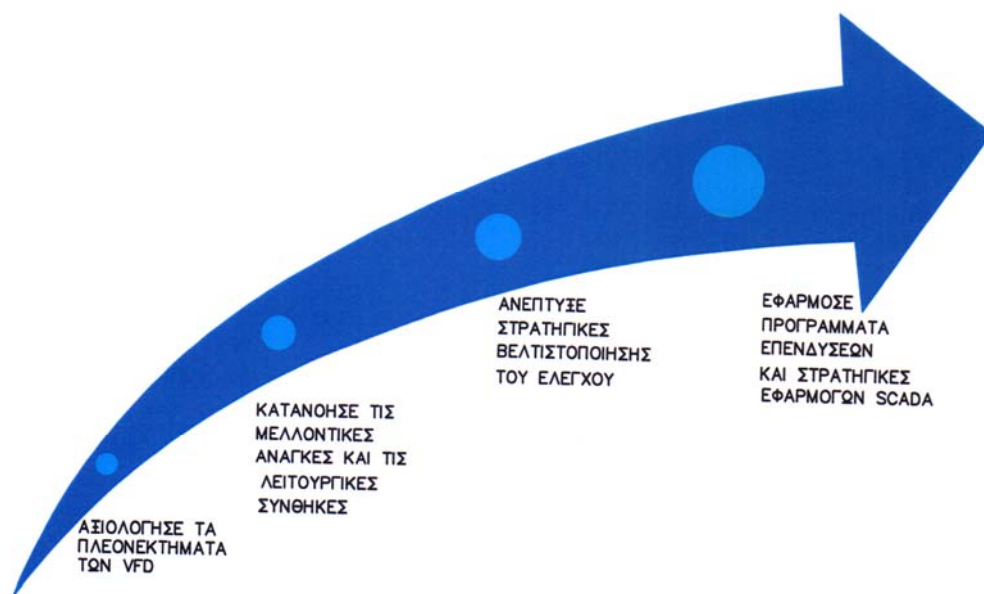 ΑΞΙΟΛΟΓΗΣΕ ΤΑ
ΠΛΕΟΝΕΚΤΗΜΑΤΑ
ΤΩΝ VFD
ΚΑΤΑΝΟΗΣΕ ΤΙΣ
ΜΕΛΛΟΝΤΙΚΕΣ
ΑΝΑΓΚΕΣ ΚΑΙ ΤΙΣ
ΛΕΙΤΟΥΡΓΙΚΕΣ
ΣΥΝΘΗΚΕΣ
ΑΝΕΠΤΥΞΕ
ΣΤΡΑΤΗΓΙΚΕΣ
ΒΕΛΤΙΣΤΟΠΟΙΗΣΗΣ
ΤΟΥ ΕΛΕΓΧΟΥ
ΕΦΑΡΜΟΣΕ
ΠΡΟΓΡΑΜΜΑΤΑ
ΕΠΕΝΔΥΣΕΩΝ
ΚΑΙ ΣΤΡΑΤΗΓΙΚΕΣ
ΕΦΑΡΜΟΓΩΝ SCADA